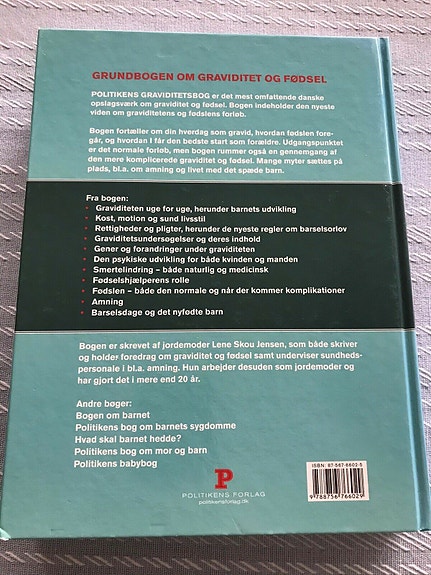 GRUNDBOGEN OM GRAVIDITET OG FØDSEL
POLITIKENS GRAVIDITETSBOG er det mest omfattende danske
opslagsværk om graviditet og fødsel. Bogen indeholder den nyeste
viden om graviditetens og fødslens forløb.
Bogen fortæller om din hverdag som gravid, hvordan fødslen fore-
går, og hvordan I får den bedste start som forældre. Udgangspunktet
er det normale forløb, men bogen rummer også en gennemgang af
den mere komplicerede graviditet og fødsel. Mange myter sættes på
plads, bl.a. om amning og livet med det spæde barn.
Fra bogen:
• Graviditeten uge for uge, herunder barnets udvikling
• Kost, motion og sund livsstil
• Rettigheder og pligter, herunder de nyeste regler om barselsorlov
• Graviditetsundersøgelser og deres indhold
• Gener og forandringer under graviditeten
• Den psykiske udvikling for både kvinden og manden
• Smertelindring – både naturlig og medicinsk
• Fødselshjælperens rolle
• Fødslen – både den normale og når der kommer komplikationer
• Amning
• Barselsdage og det nyfødte barn
Bogen er skrevet af jordemoder Lene Skou Jensen, som både skriver
og holder foredrag om graviditet og fødsel samt underviser sundheds-
personale i bl.a. amning. Hun arbejder desuden som jordemoder og
har gjort det i mere end 20 år.
Andre bøger:
Bogen om barnet
Politikens bog om barnets sygdomme
Hvad skal barnet hedde?
Politikens bog om mor og barn
Politikens babybog
P
POLITIKENS FORLAG
politikensforlag.dk
ISBN: 87-567-6602-5
9 788756 766029